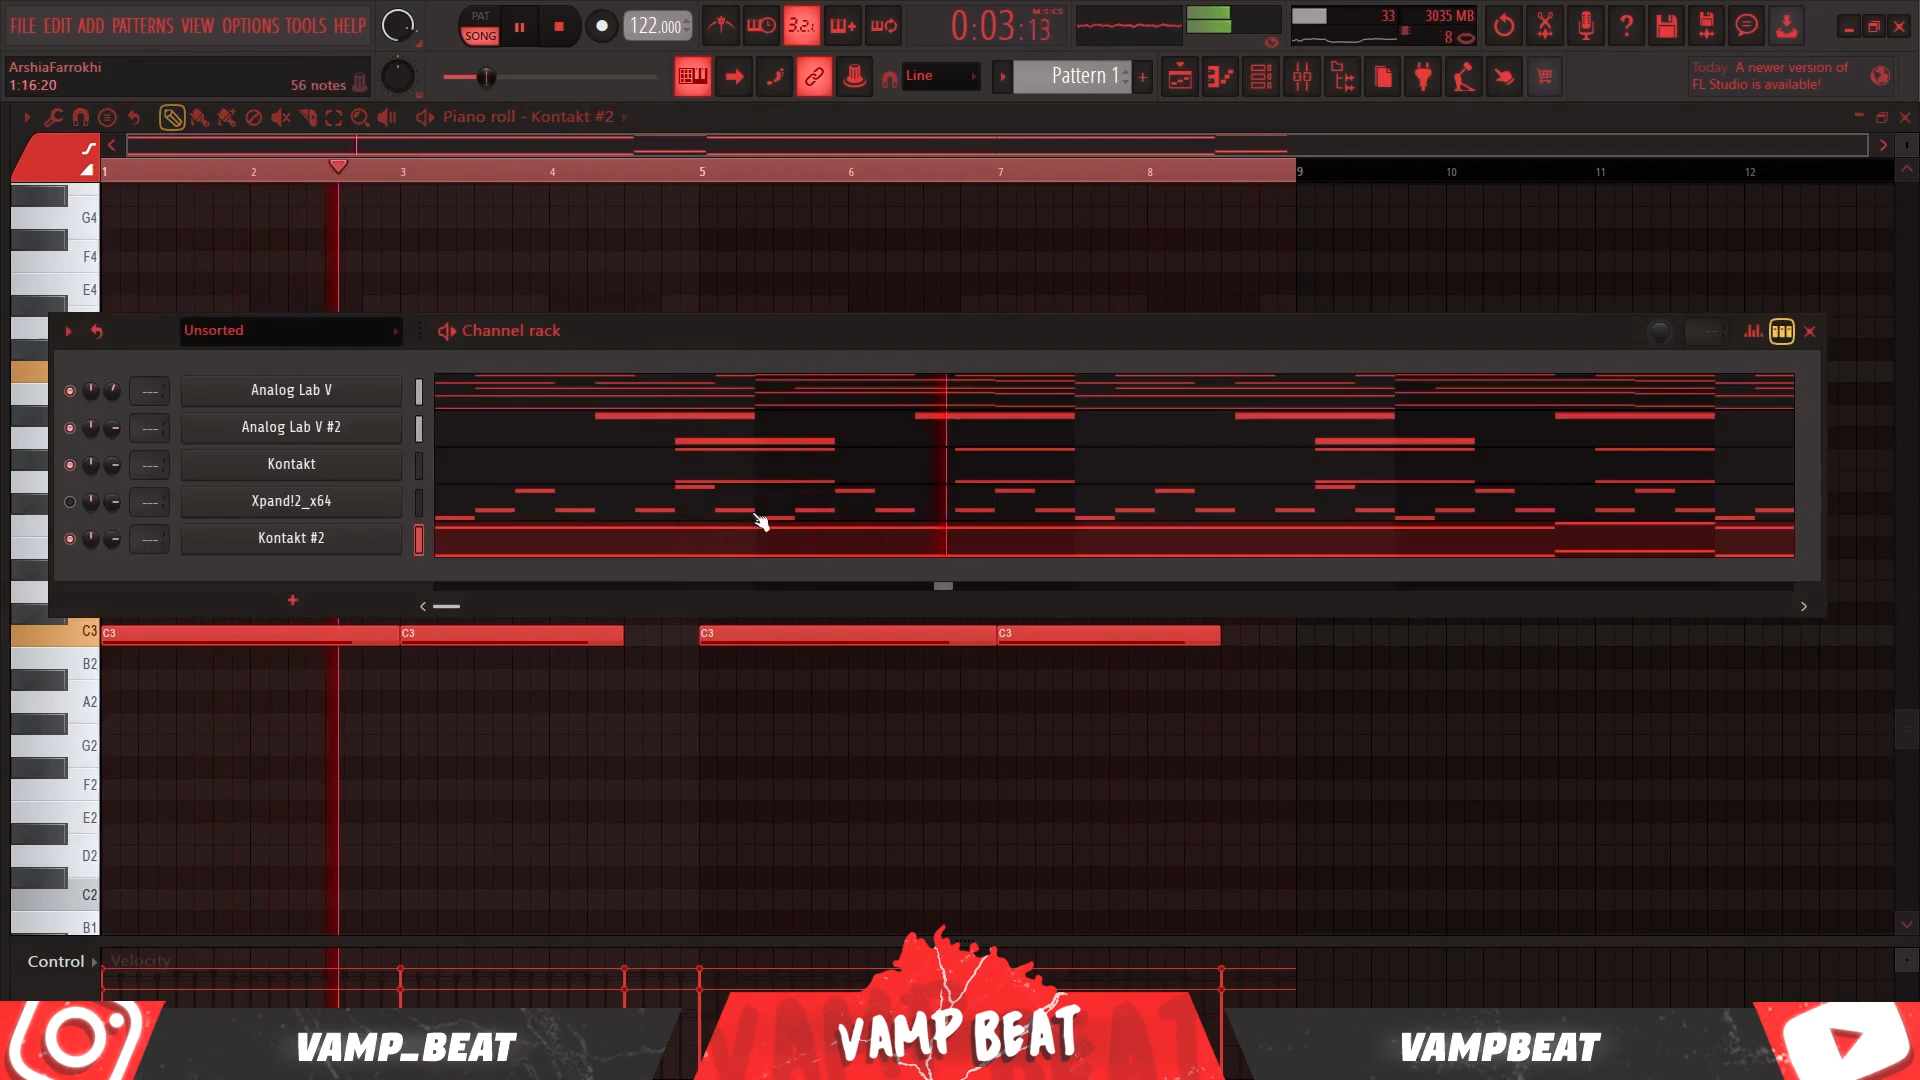 FILE EDIT ADD PATTERNS VIEW OPTIONS TOOLS HELP
PAT
SONG
122.000
3.2.
0:03:13
M:S:CS
33
3035 MB
8
ArshiaFarrokhi
1:16:20
56 notes
Line
Pattern 1
Today A newer version of
FL Studio is available!
Piano roll - Kontakt #2
1 2 3 4 5 6 7 8 9 10 11 12
G4
F4
E4
Unsorted
Channel rack
Analog Lab V
Analog Lab V #2
Kontakt
Xpand!2_x64
Kontakt #2
C3
C3 C3 C3 C3
B2
A2
G2
F2
E2
D2
C2
B1
Control
Velocity
VAMP_BEAT
VAMP BEAT
VAMPBEAT